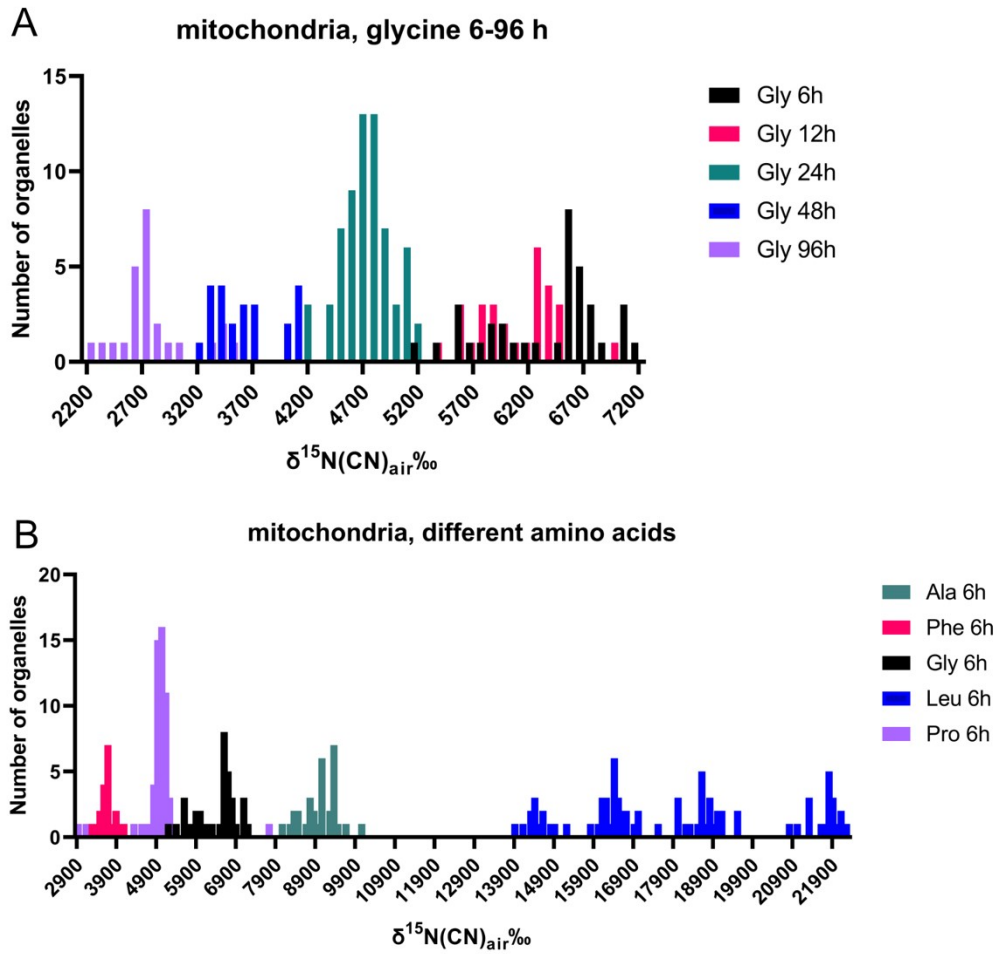 A
mitochondria, glycine 6-96 h
15
10
5
0
Number of organelles
2200 2700 3200 3700 4200 4700 5200 5700 6200 6700 7200
δ¹⁵N(CN)air‰
Gly 6h
Gly 12h
Gly 24h
Gly 48h
Gly 96h
B
mitochondria, different amino acids
20
15
10
5
0
Number of organelles
2900 3900 4900 5900 6900 7900 8900 9900 10900 11900 12900 13900 14900 15900 16900 17900 18900 19900 20900 21900
δ¹⁵N(CN)air‰
Ala 6h
Phe 6h
Gly 6h
Leu 6h
Pro 6h